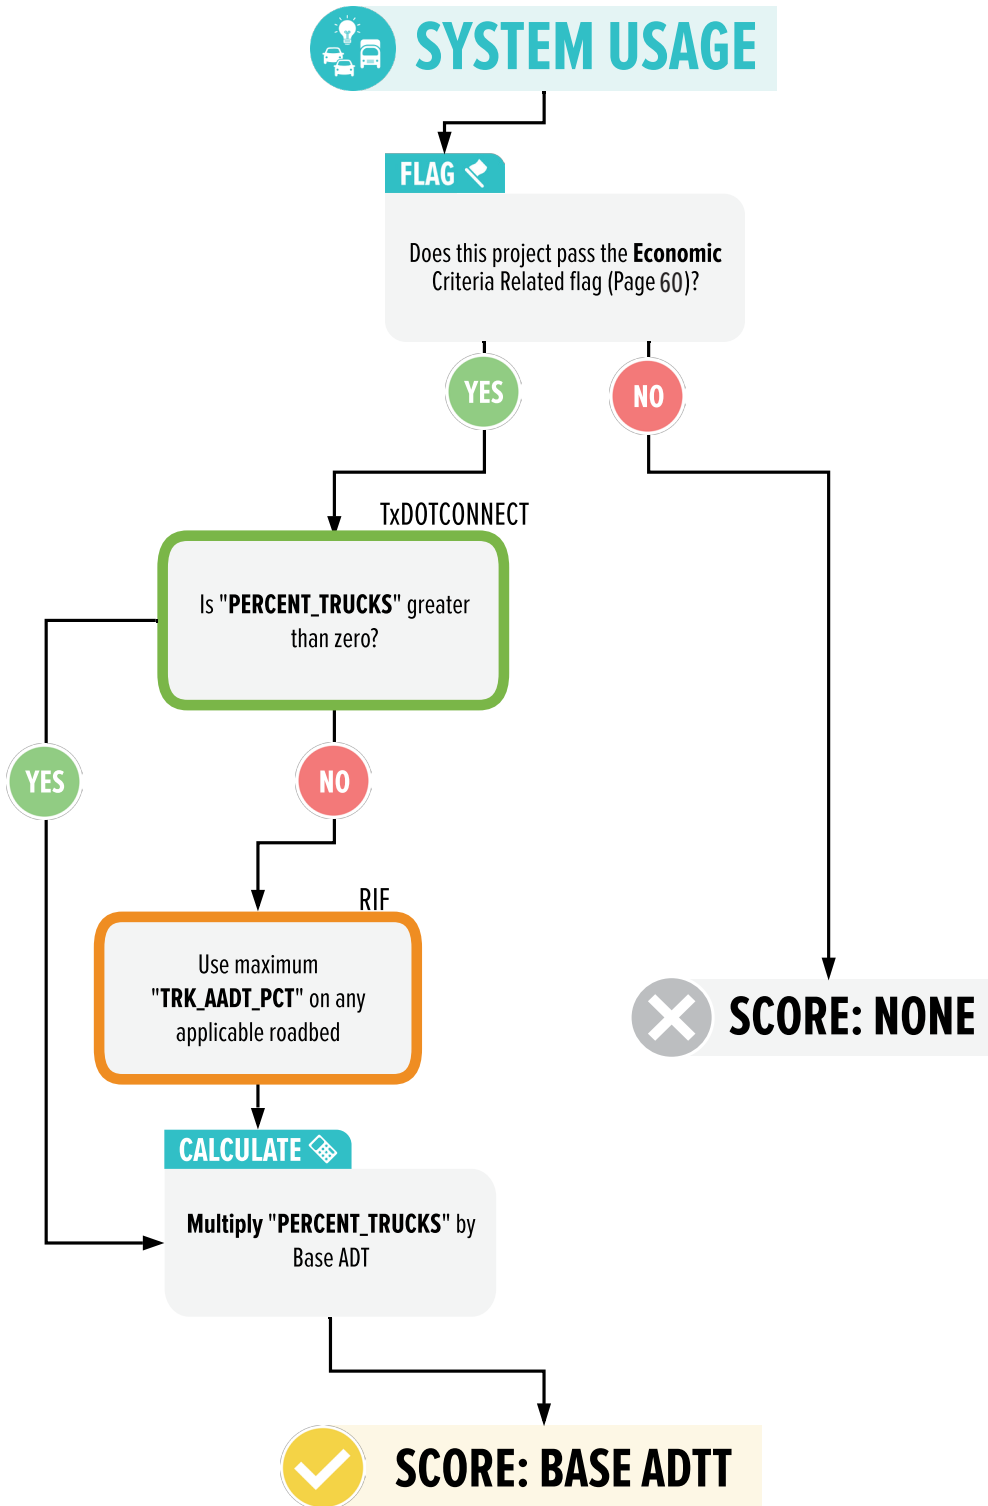 SYSTEM USAGE
FLAG
Does this project pass the Economic
Criteria Related flag (Page 60)?
YES
NO
TxDOTCONNECT
Is "PERCENT_TRUCKS" greater
than zero?
YES
NO
RIF
Use maximum
"TRK_AADT_PCT" on any
applicable roadbed
SCORE: NONE
CALCULATE
Multiply "PERCENT_TRUCKS" by
Base ADT
SCORE: BASE ADTT